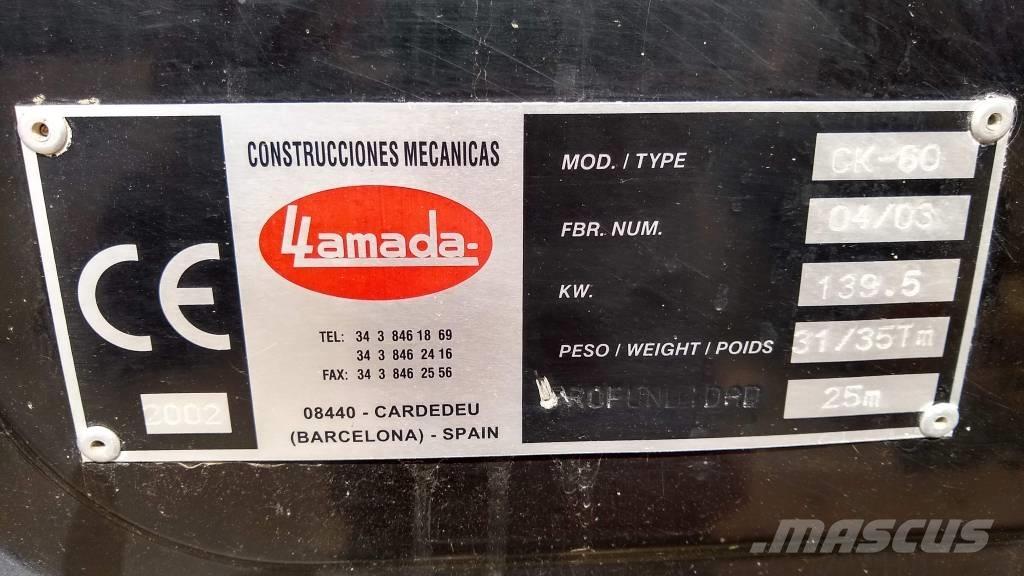 CE
2002
CONSTRUCCIONES MECANICAS
Llamada
TEL: 34 3 846 18 69
34 3 846 24 16
FAX: 34 3 846 25 56
08440 - CARDEDEU
(BARCELONA) - SPAIN
MOD. / TYPE CK-60
FBR. NUM. 04/03
KW. 139.5
PESO / WEIGHT / POIDS 31/35Tm
25m
MASCUS